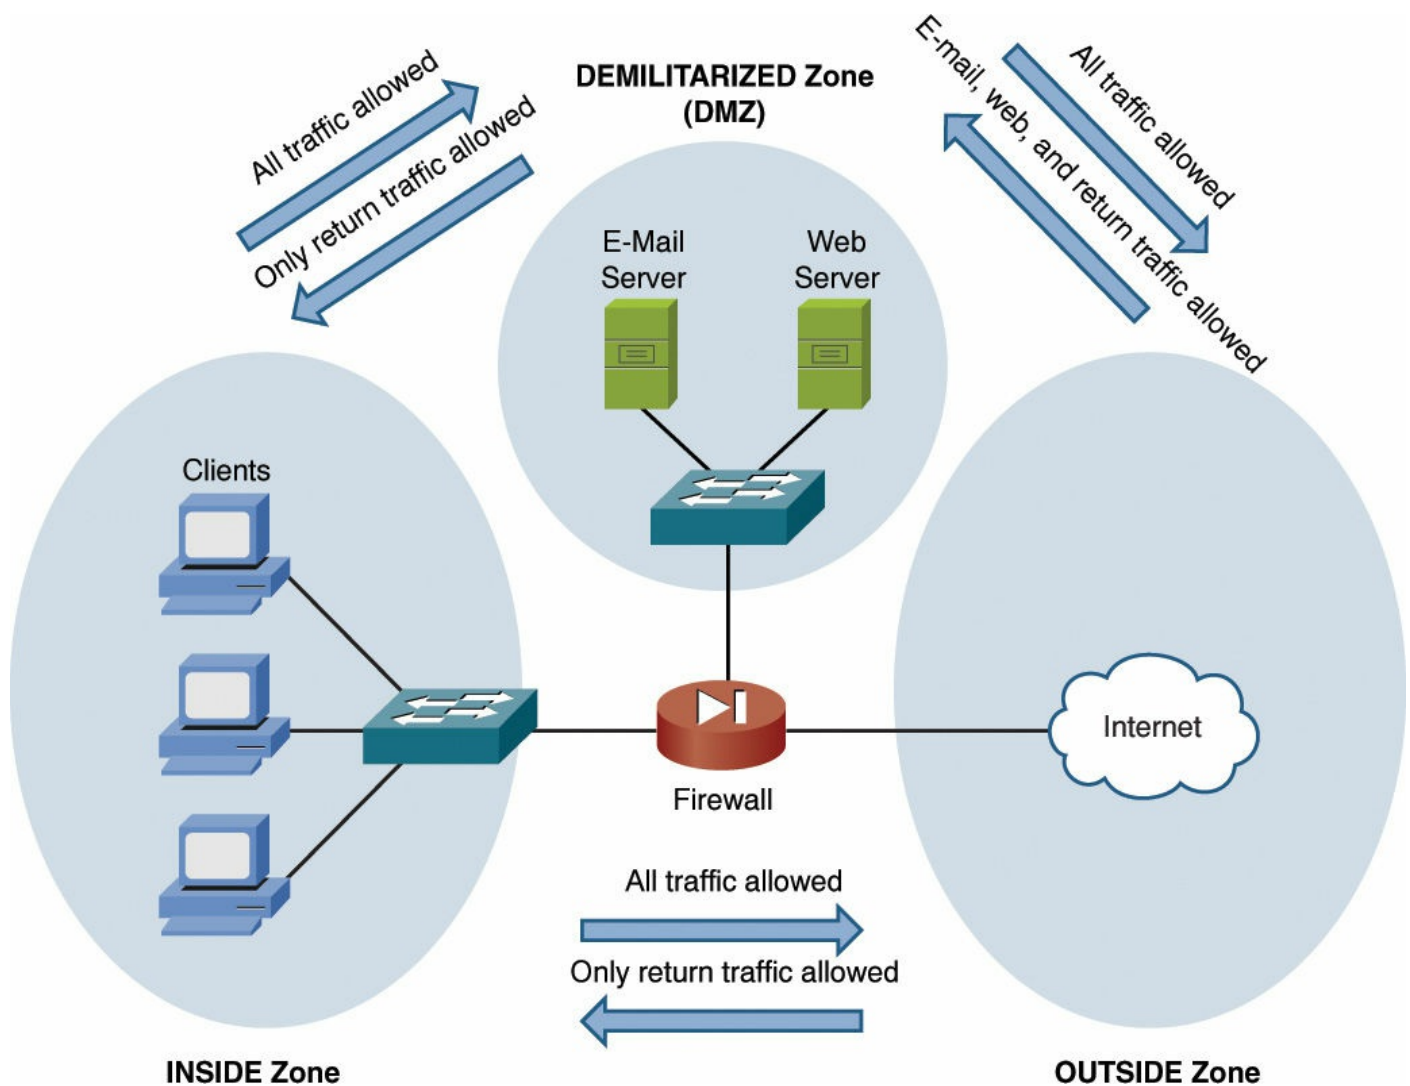 DEMILITARIZED Zone
(DMZ)
All traffic allowed
Only return traffic allowed
All traffic allowed
E-mail, web, and return traffic allowed
E-Mail
Server
Web
Server
Clients
Internet
Firewall
All traffic allowed
Only return traffic allowed
INSIDE Zone
OUTSIDE Zone